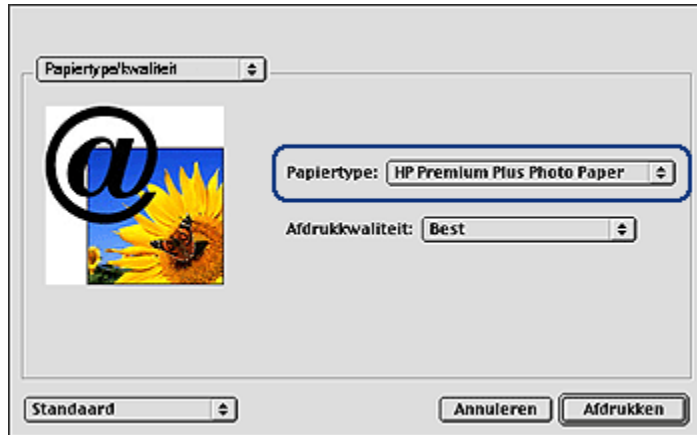 Papiertype/kwaliteit
@
Papiertype: HP Premium Plus Photo Paper
Afdrukkwaliteit: Best
Standaard
Annuleren Afdrukken